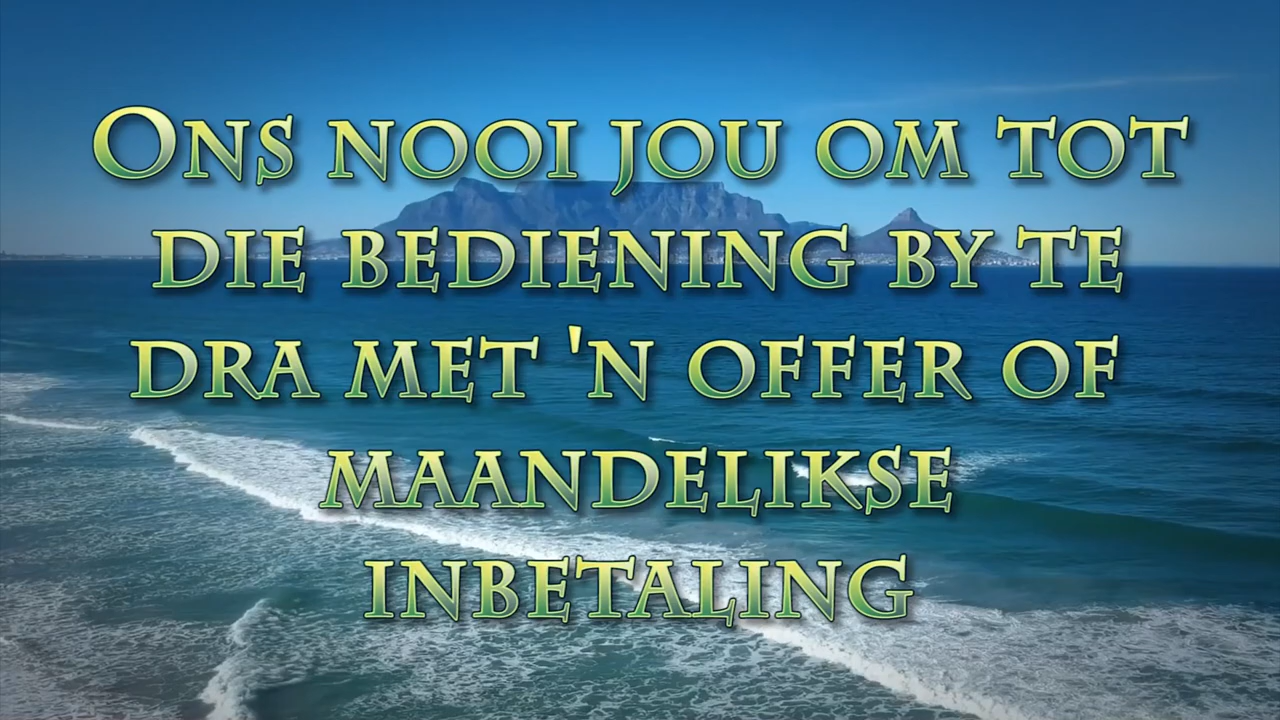 Ons nooi jou om tot
die bediening by te
dra met 'n offer of
maandelikse
inbetaling